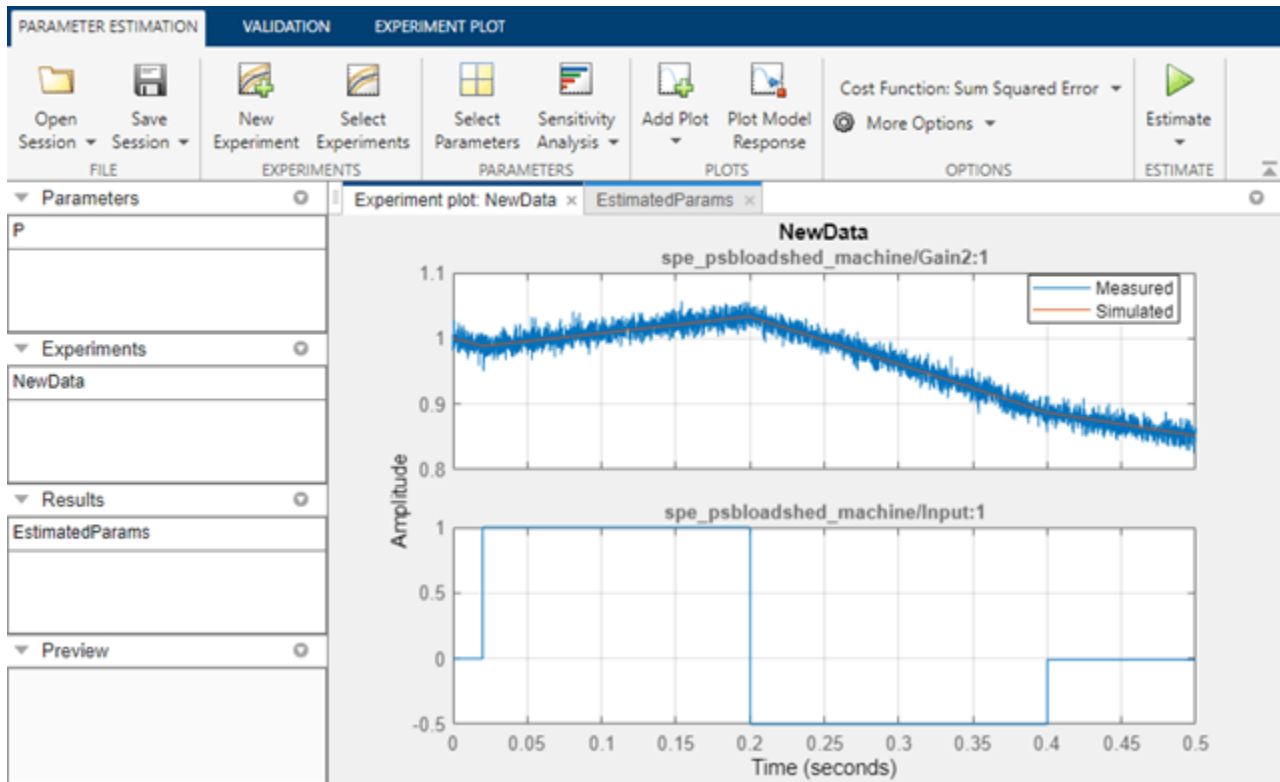 PARAMETER ESTIMATION VALIDATION EXPERIMENT PLOT
Open Session
Save Session
FILE
New Experiment
Select Experiments
EXPERIMENTS
Select Parameters
Sensitivity Analysis
PARAMETERS
Add Plot
Plot Model Response
PLOTS
Cost Function: Sum Squared Error
More Options
OPTIONS
Estimate
ESTIMATE
Parameters
P
Experiments
NewData
Results
EstimatedParams
Preview
Experiment plot: NewData × EstimatedParams ×
NewData
spe_psbloadshed_machine/Gain2:1
1.1
1
0.9
0.8
Measured
Simulated
Amplitude
spe_psbloadshed_machine/Input:1
1
0.5
0
-0.5
0 0.05 0.1 0.15 0.2 0.25 0.3 0.35 0.4 0.45 0.5
Time (seconds)